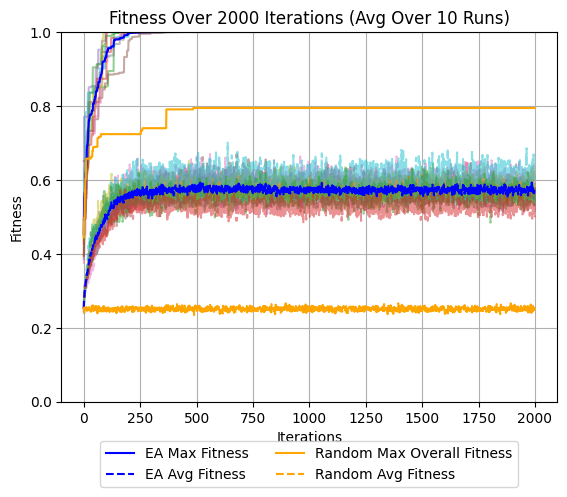 Fitness Over 2000 Iterations (Avg Over 10 Runs)
1.0
0.8
0.6
0.4
0.2
0.0
Fitness
0 250 500 750 1000 1250 1500 1750 2000
Iterations
EA Max Fitness Random Max Overall Fitness
EA Avg Fitness Random Avg Fitness